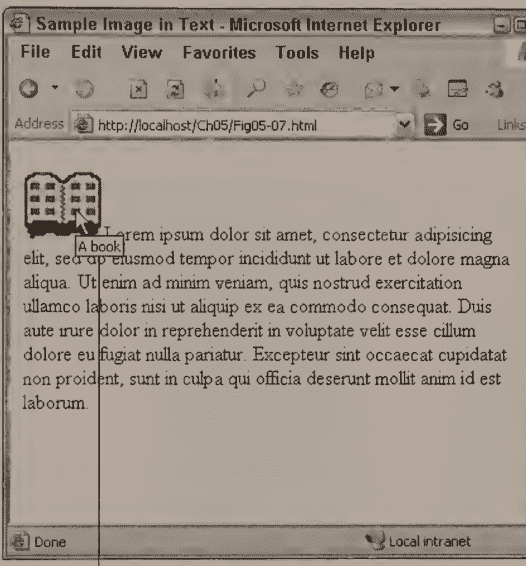 Sample Image in Text - Microsoft Internet Explorer
File Edit View Favorites Tools Help
Address http://localhost/Ch05/Fig05-07.html Go Links
A book
Lorem ipsum dolor sit amet, consectetur adipisicing
elit, sed do eiusmod tempor incididunt ut labore et dolore magna
aliqua. Ut enim ad minim veniam, quis nostrud exercitation
ullamco laboris nisi ut aliquip ex ea commodo consequat. Duis
aute irure dolor in reprehenderit in voluptate velit esse cillum
dolore eu fugiat nulla pariatur. Excepteur sint occaecat cupidatat
non proident, sunt in culpa qui officia deserunt mollit anim id est
laborum.
Done Local intranet